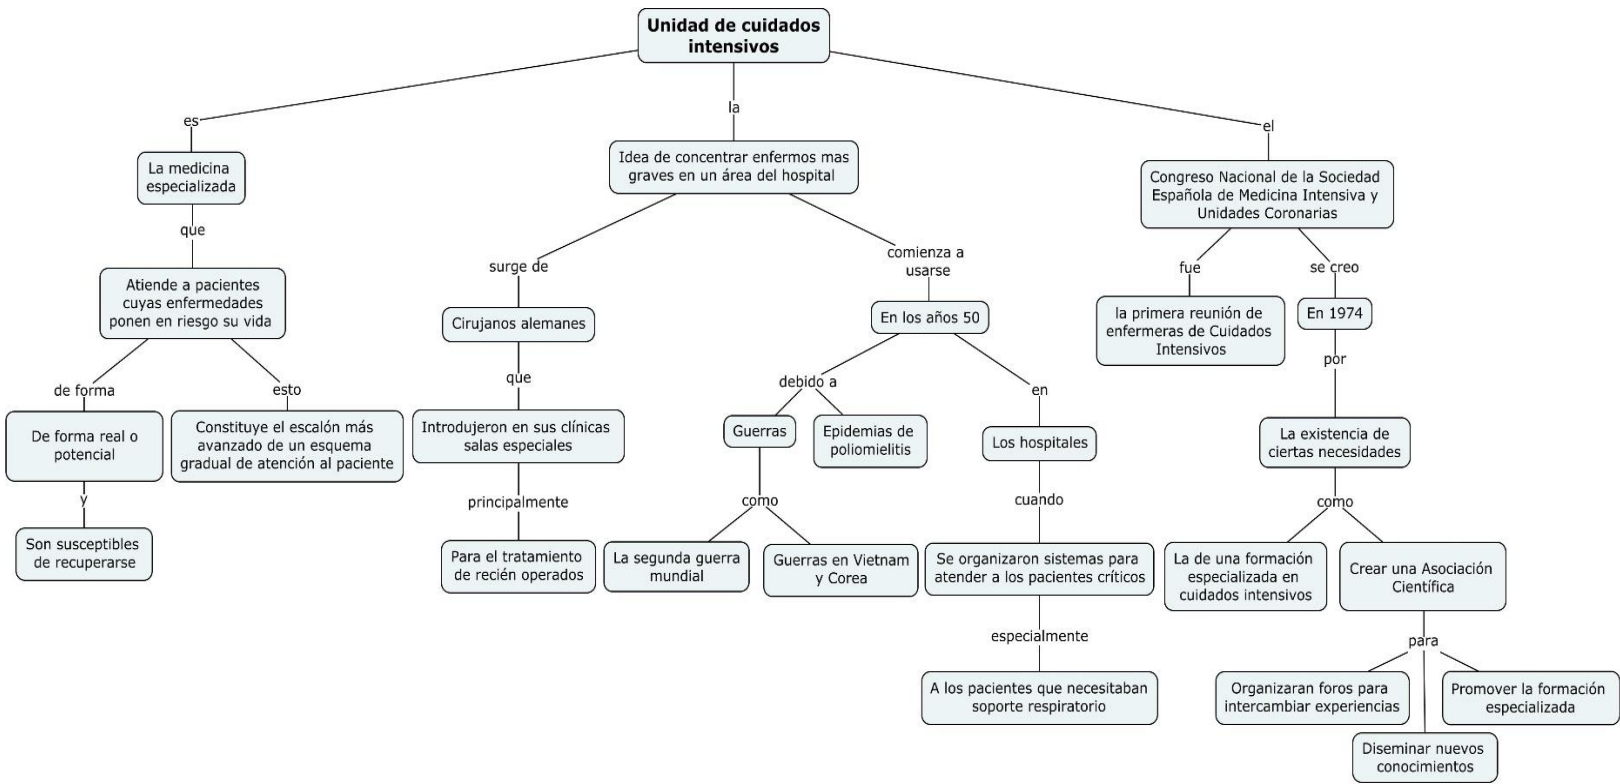 Unidad de cuidados
intensivos
es
la
el
La medicina
especializada
Idea de concentrar enfermos mas
graves en un área del hospital
Congreso Nacional de la Sociedad
Española de Medicina Intensiva y
Unidades Coronarias
que
surge de
comienza a
usarse
fue
se creo
Atiende a pacientes
cuyas enfermedades
ponen en riesgo su vida
Cirujanos alemanes
En los años 50
la primera reunión de
enfermeras de Cuidados
Intensivos
En 1974
de forma
esto
que
debido a
en
por
De forma real o
potencial
Constituye el escalón más
avanzado de un esquema
gradual de atención al paciente
Introdujeron en sus clínicas
salas especiales
Guerras
Epidemias de
poliomielitis
Los hospitales
La existencia de
ciertas necesidades
y
principalmente
como
cuando
como
Son susceptibles
de recuperarse
Para el tratamiento
de recién operados
La segunda guerra
mundial
Guerras en Vietnam
y Corea
Se organizaron sistemas para
atender a los pacientes críticos
La de una formación
especializada en
cuidados intensivos
Crear una Asociación
Científica
especialmente
para
A los pacientes que necesitaban
soporte respiratorio
Organizaran foros para
intercambiar experiencias
Promover la formación
especializada
Diseminar nuevos
conocimientos